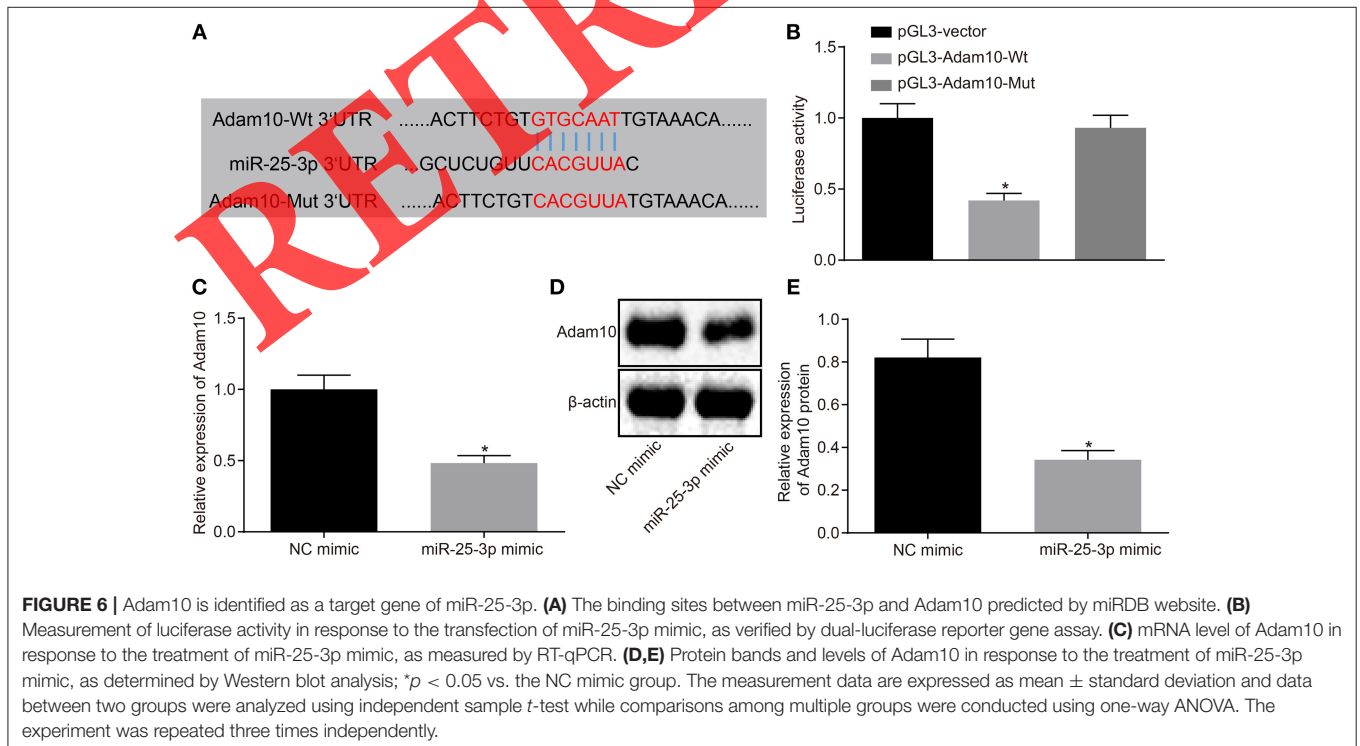 RETRA
A
Adam10-Wt 3'UTR ......ACTTCTGTGTGCAATTGTAAACA......
miR-25-3p 3'UTR ...GCUCUGUUCACGUUAC
Adam10-Mut 3'UTR ......ACTTCTGTCACGUUATGTAAACA......
B
pGL3-vector
pGL3-Adam10-Wt
pGL3-Adam10-Mut
Luciferase activity
1.5
1.0
0.5
0.0
*
C
Relative expression of Adam10
1.5
1.0
0.5
0.0
*
NC mimic
miR-25-3p mimic
D
Adam10
β-actin
NC mimic
miR-25-3p mimic
E
Relative expression
of Adam10 protein
1.0
0.8
0.6
0.4
0.2
0.0
*
NC mimic
miR-25-3p mimic
FIGURE 6 | Adam10 is identified as a target gene of miR-25-3p. (A) The binding sites between miR-25-3p and Adam10 predicted by miRDB website. (B)
Measurement of luciferase activity in response to the transfection of miR-25-3p mimic, as verified by dual-luciferase reporter gene assay. (C) mRNA level of Adam10 in
response to the treatment of miR-25-3p mimic, as measured by RT-qPCR. (D,E) Protein bands and levels of Adam10 in response to the treatment of miR-25-3p
mimic, as determined by Western blot analysis; *p < 0.05 vs. the NC mimic group. The measurement data are expressed as mean ± standard deviation and data
between two groups were analyzed using independent sample t-test while comparisons among multiple groups were conducted using one-way ANOVA. The
experiment was repeated three times independently.